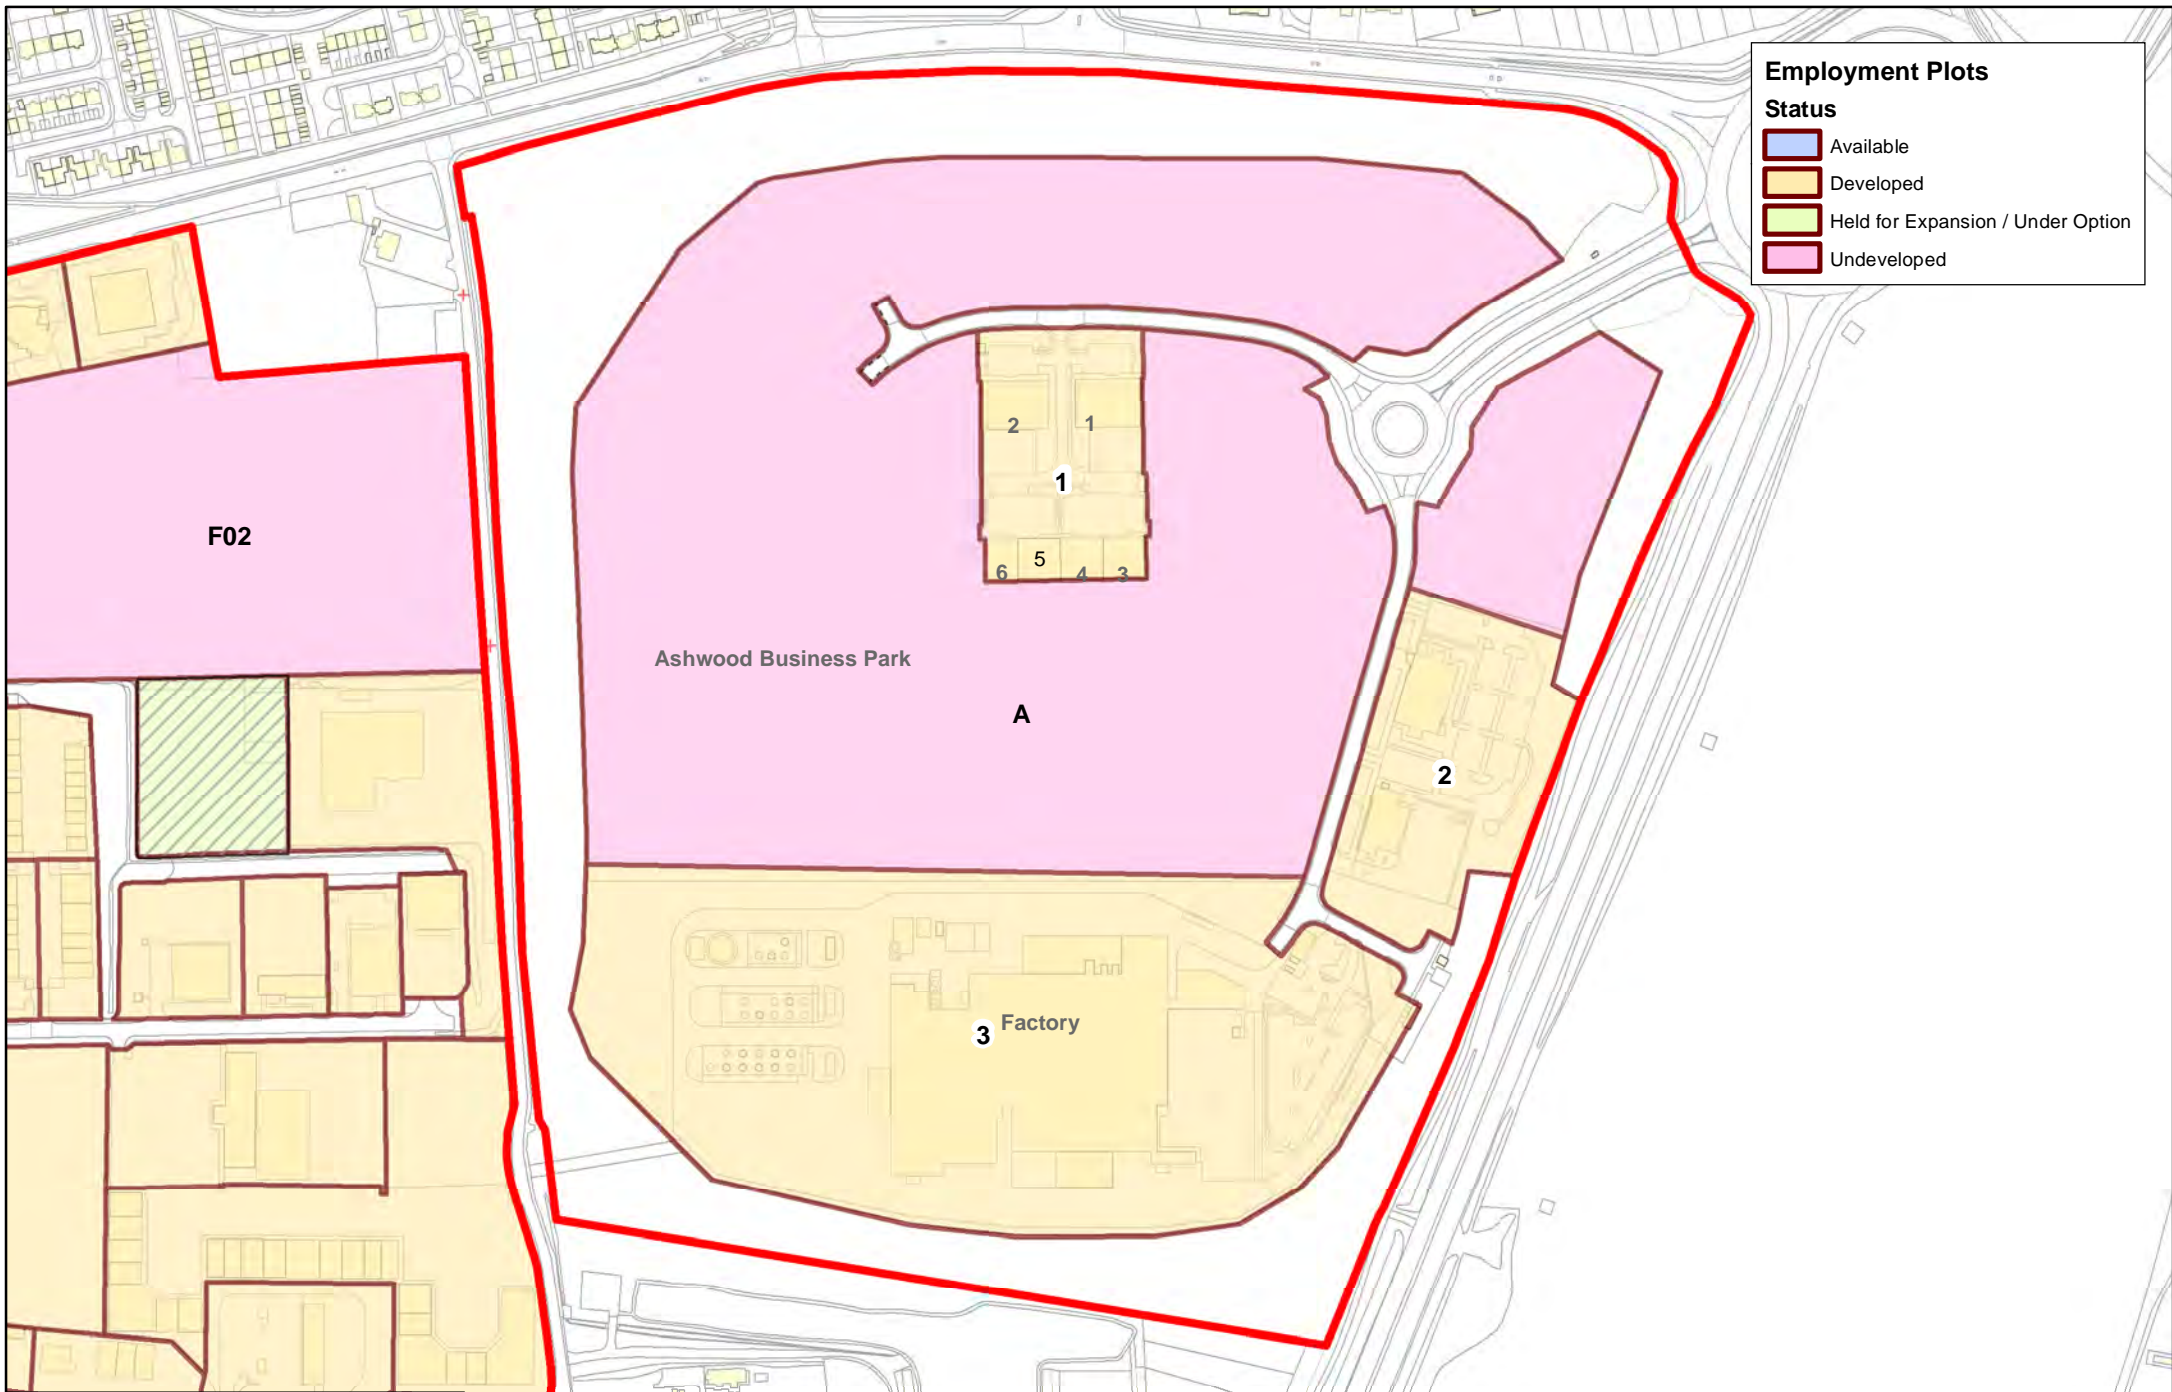 Employment Plots
Status
Available
Developed
Held for Expansion / Under Option
Undeveloped
2
1
1
F02
5
6
4
3
Ashwood Business Park
A
2
3
Factory